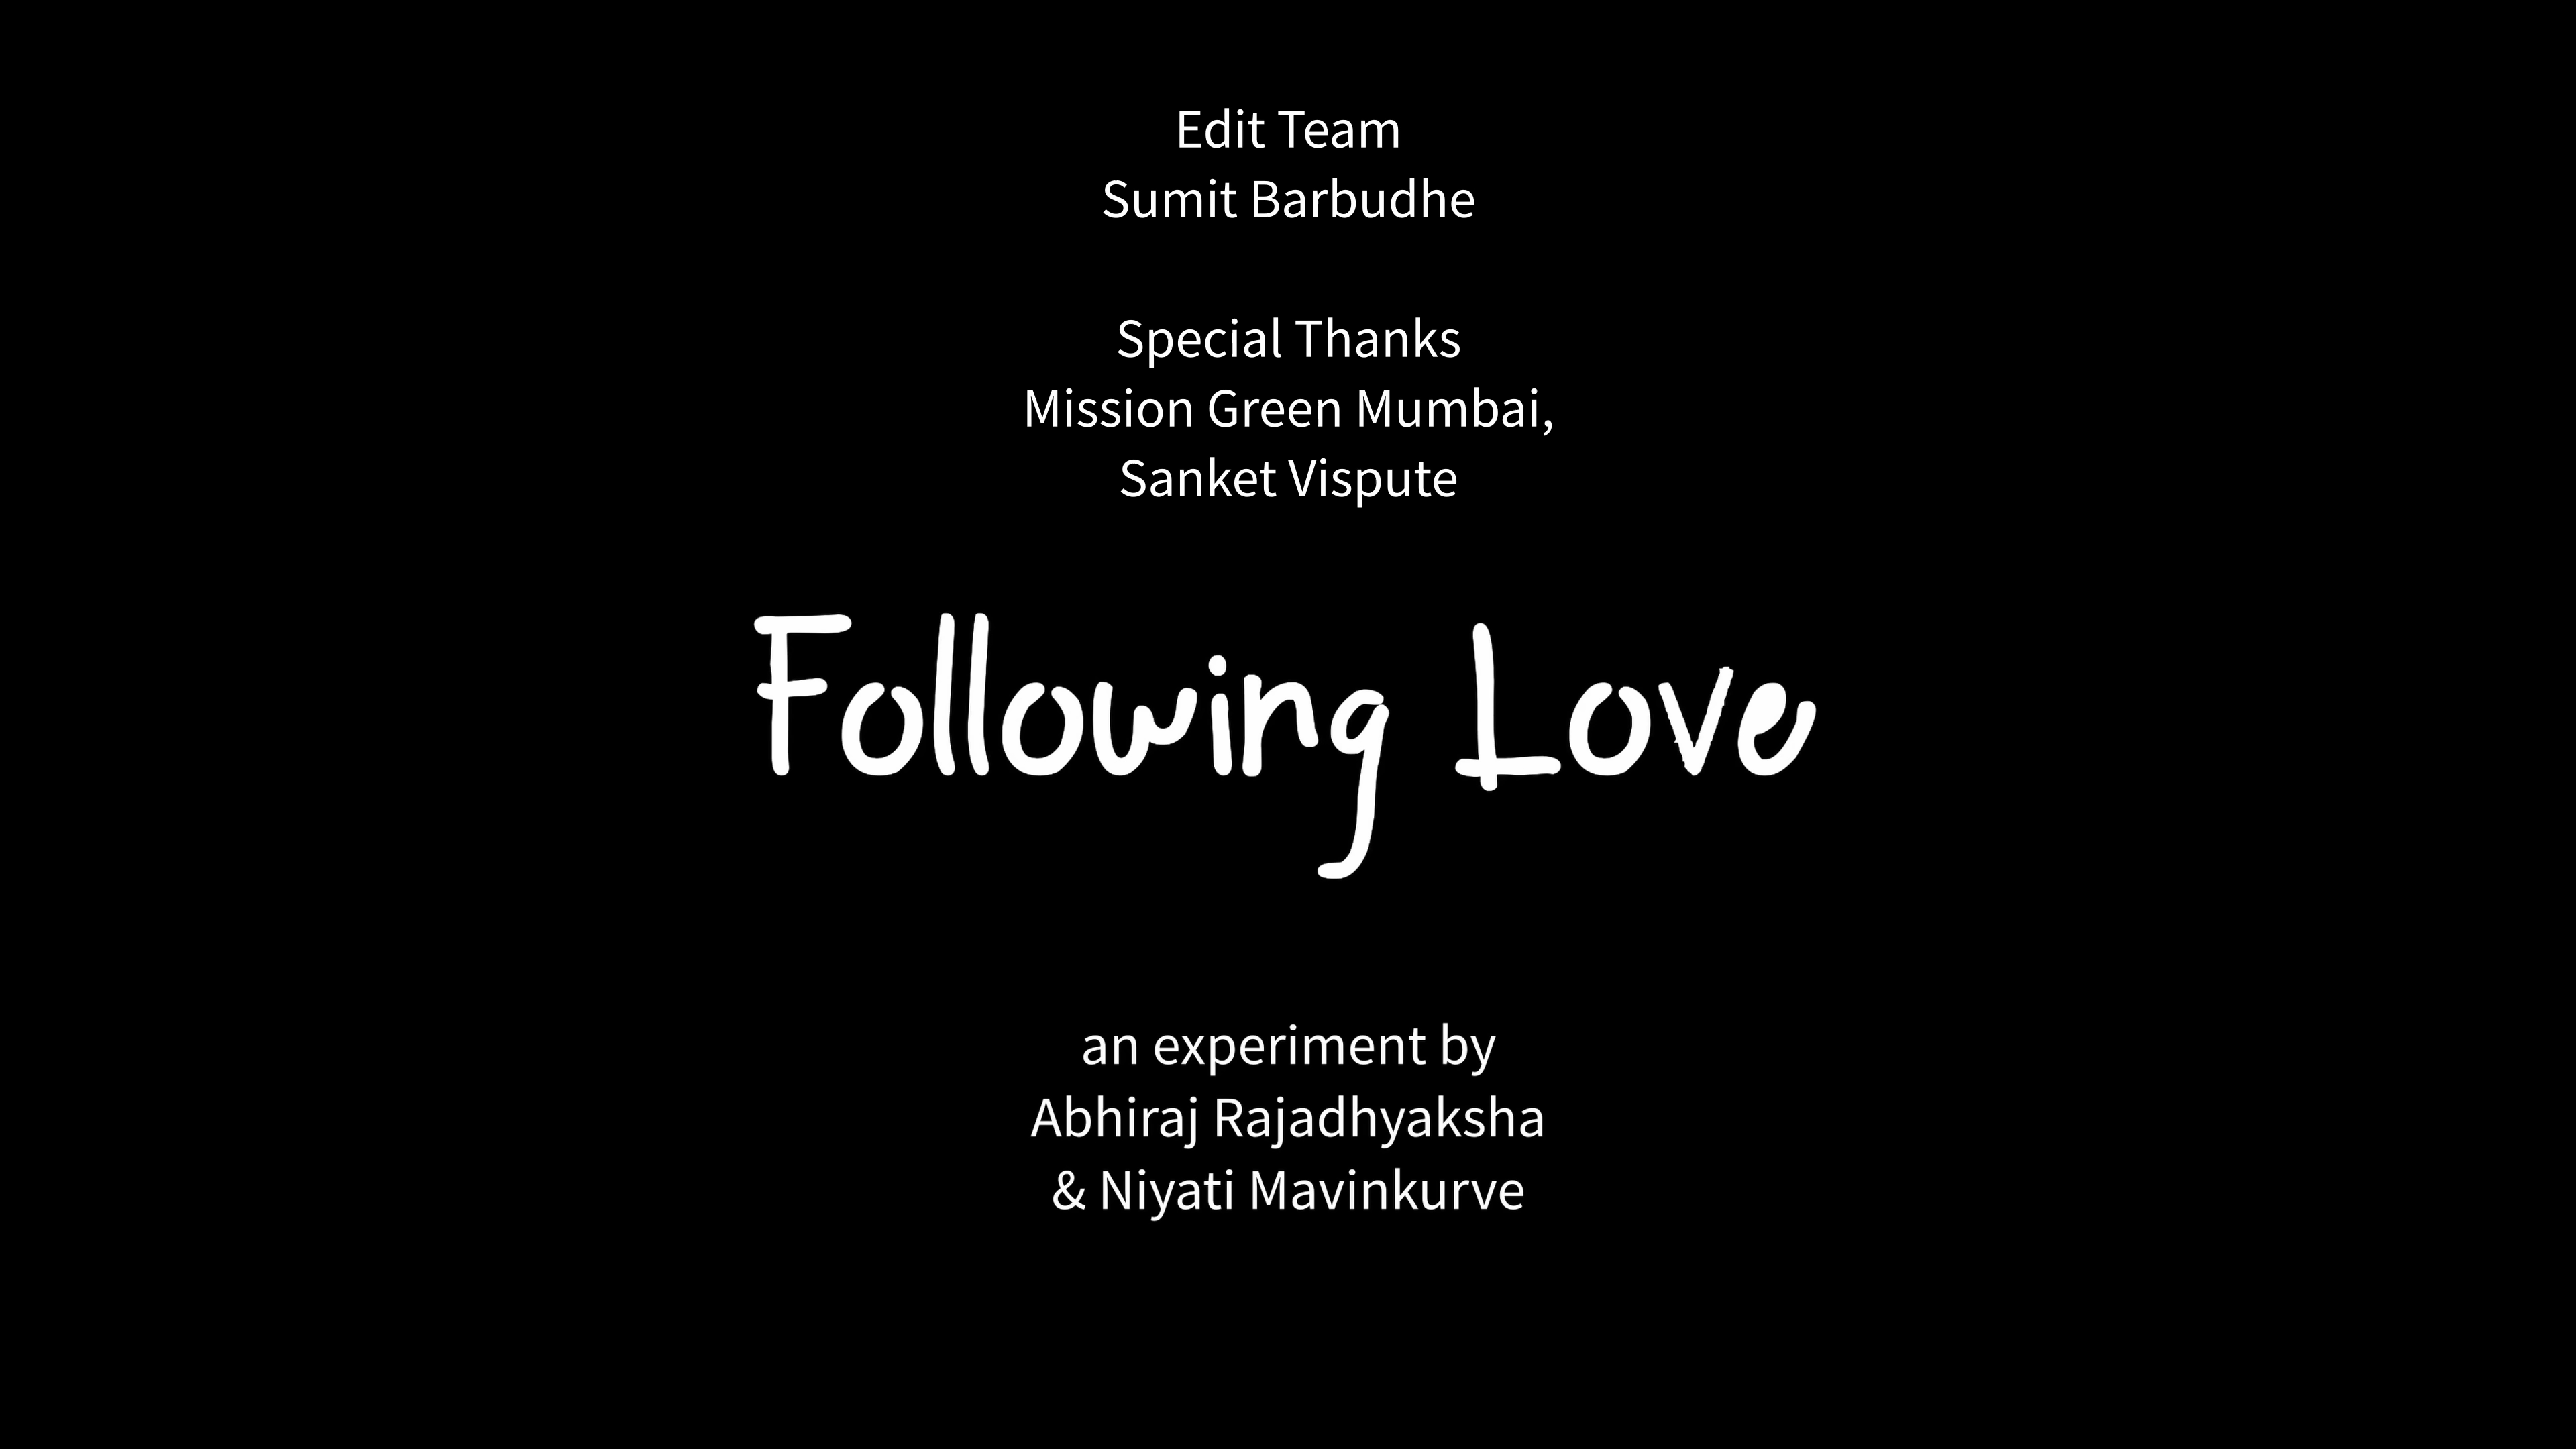 Edit Team
Sumit Barbudhe
Special Thanks
Mission Green Mumbai,
Sanket Vispute
Following Love
an experiment by
Abhiraj Rajadhyaksha
& Niyati Mavinkurve